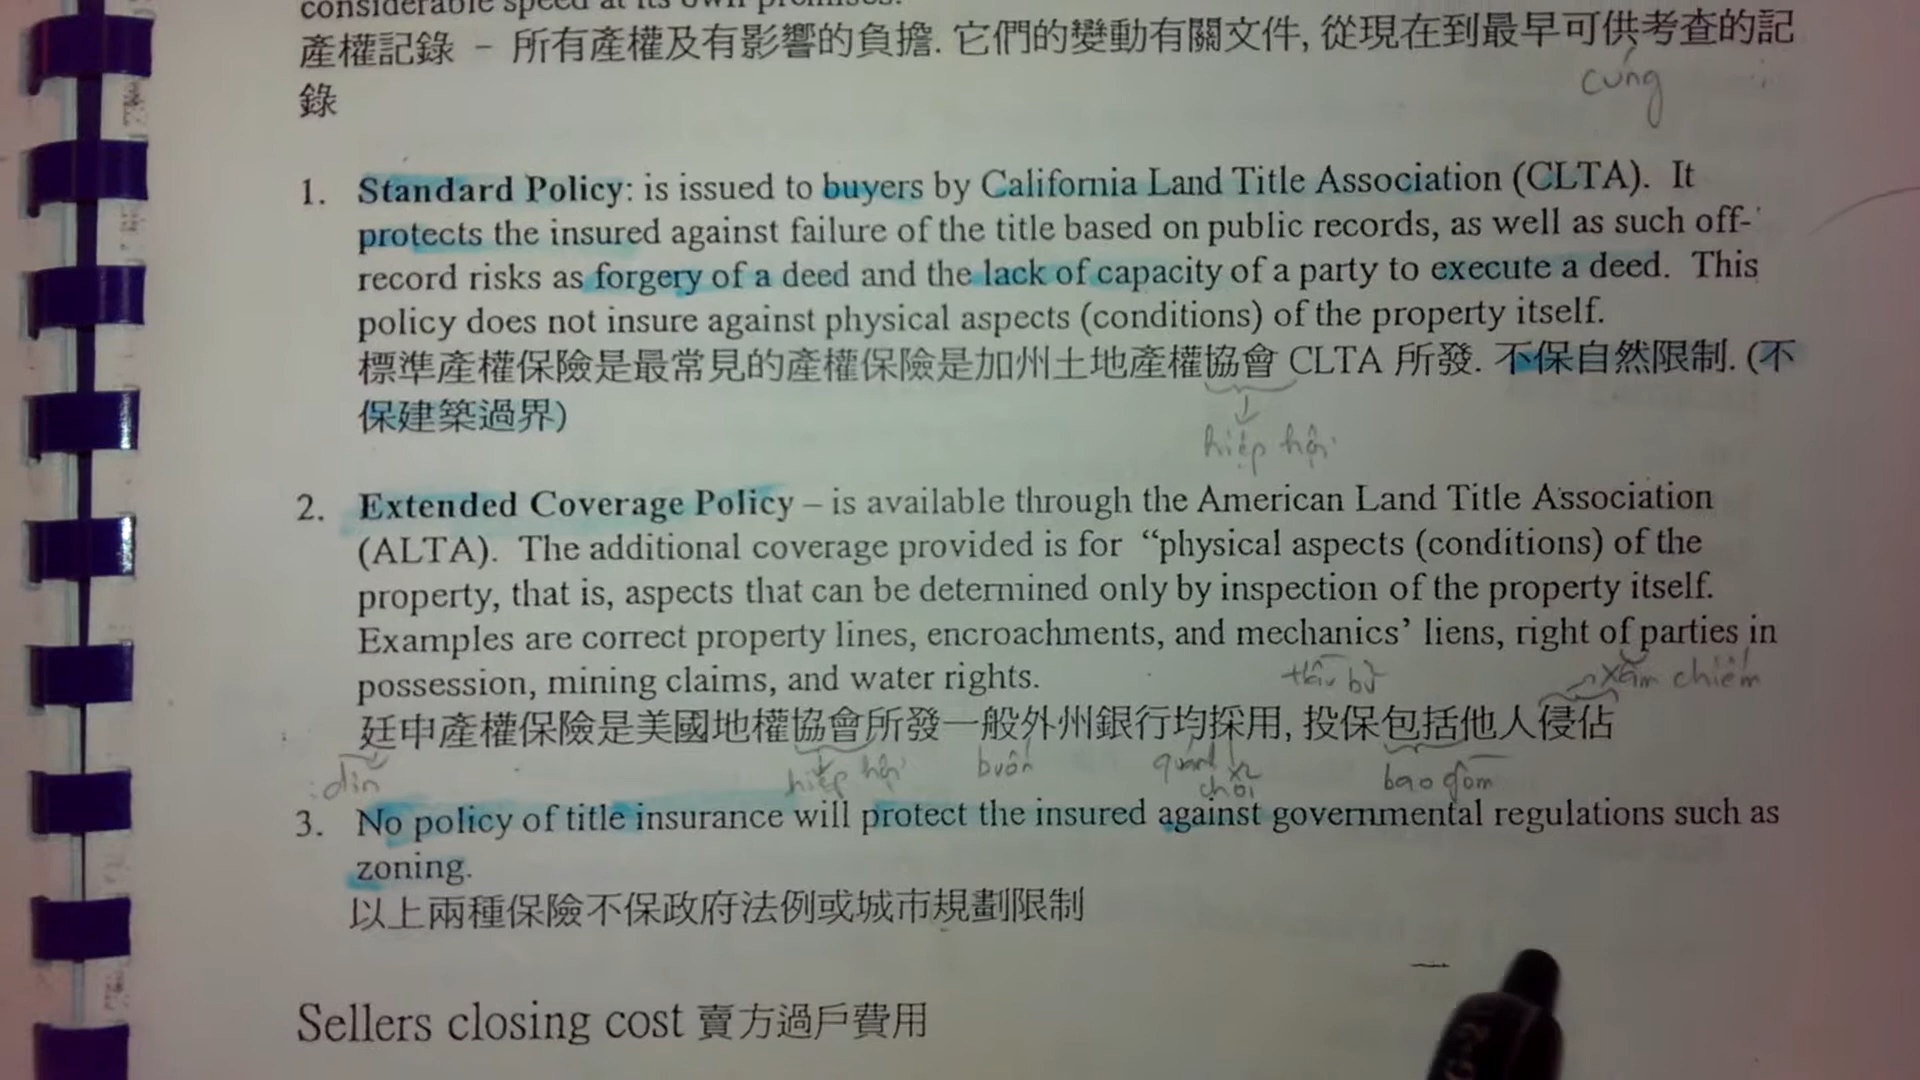 considerable speed at its own premises.
產權記錄 – 所有產權及有影響的負擔. 它們的變動有關文件, 從現在到最早可供考查的記
cúng
錄
1. Standard Policy: is issued to buyers by California Land Title Association (CLTA). It
protects the insured against failure of the title based on public records, as well as such off-
record risks as forgery of a deed and the lack of capacity of a party to execute a deed. This
policy does not insure against physical aspects (conditions) of the property itself.
標準產權保險是最常見的產權保險是加州土地產權協會 CLTA 所發. 不保自然限制. (不
保建築過界)
hiệp hội
2. Extended Coverage Policy – is available through the American Land Title Association
(ALTA). The additional coverage provided is for “physical aspects (conditions) of the
property, that is, aspects that can be determined only by inspection of the property itself.
Examples are correct property lines, encroachments, and mechanics’ liens, right of parties in
possession, mining claims, and water rights.
xâm chiếm
廷申產權保險是美國地權協會所發一般外州銀行均採用, 投保包括他人侵佔
hiệp hội bao gồm
3. No policy of title insurance will protect the insured against governmental regulations such as
zoning.
以上兩種保險不保政府法例或城市規劃限制
Sellers closing cost 賣方過戶費用